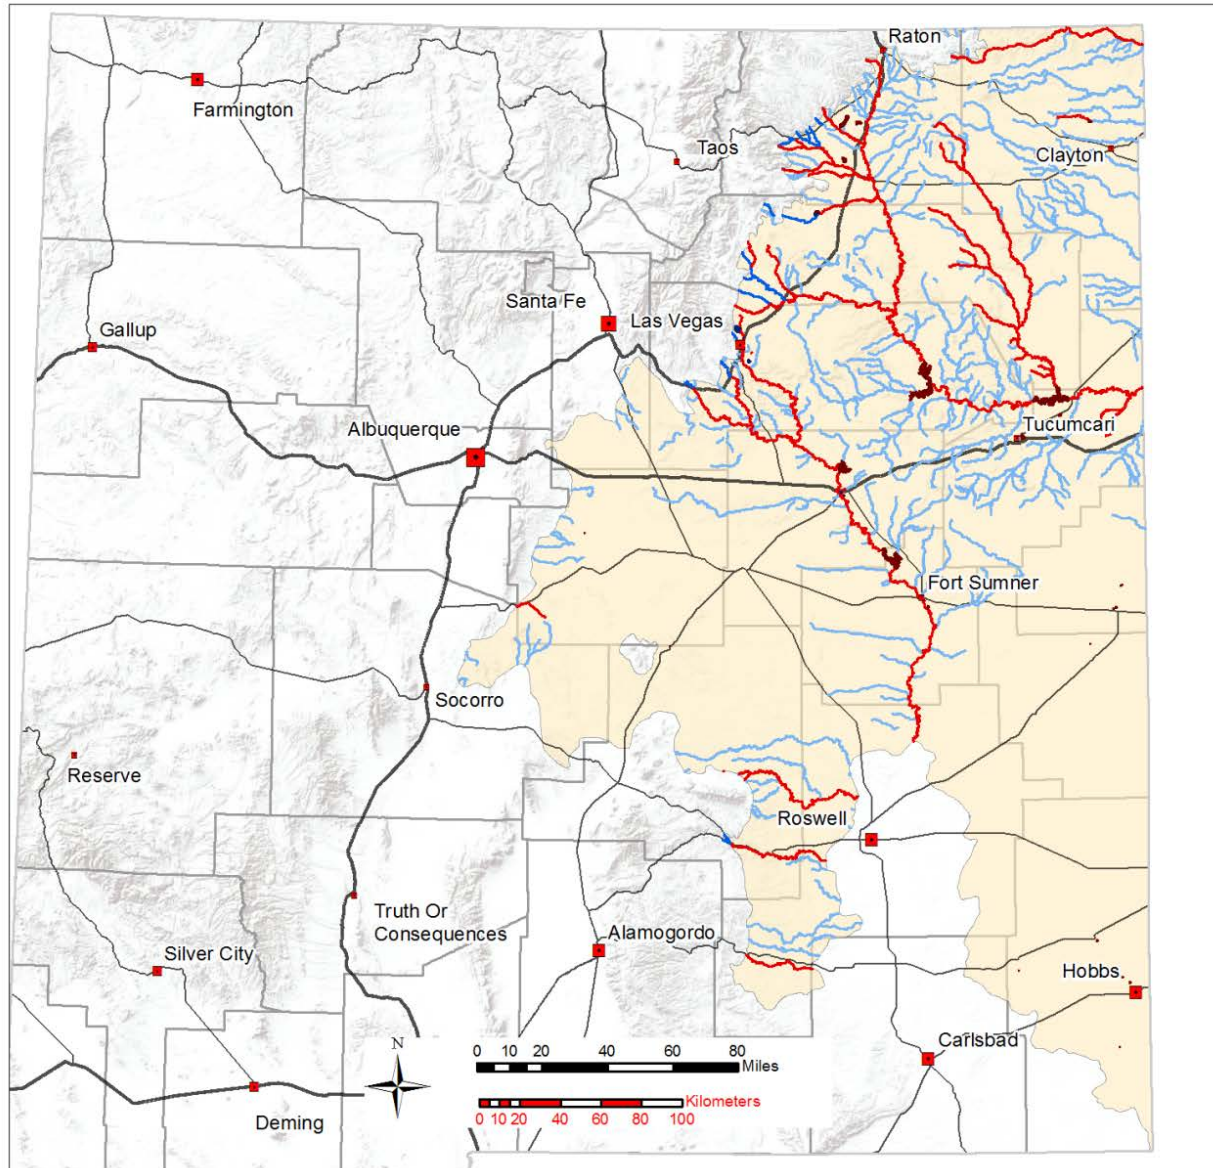 Raton
Farmington
Taos
Clayton
Santa Fe
Las Vegas
Gallup
Albuquerque
Tucumcari
Fort Sumner
Socorro
Reserve
Roswell
Truth Or
Consequences
Alamogordo
Silver City
Hobbs
N
0 10 20 40 60 80
Miles
Carlsbad
Kilometers
0 10 20 40 60 80 100
Deming